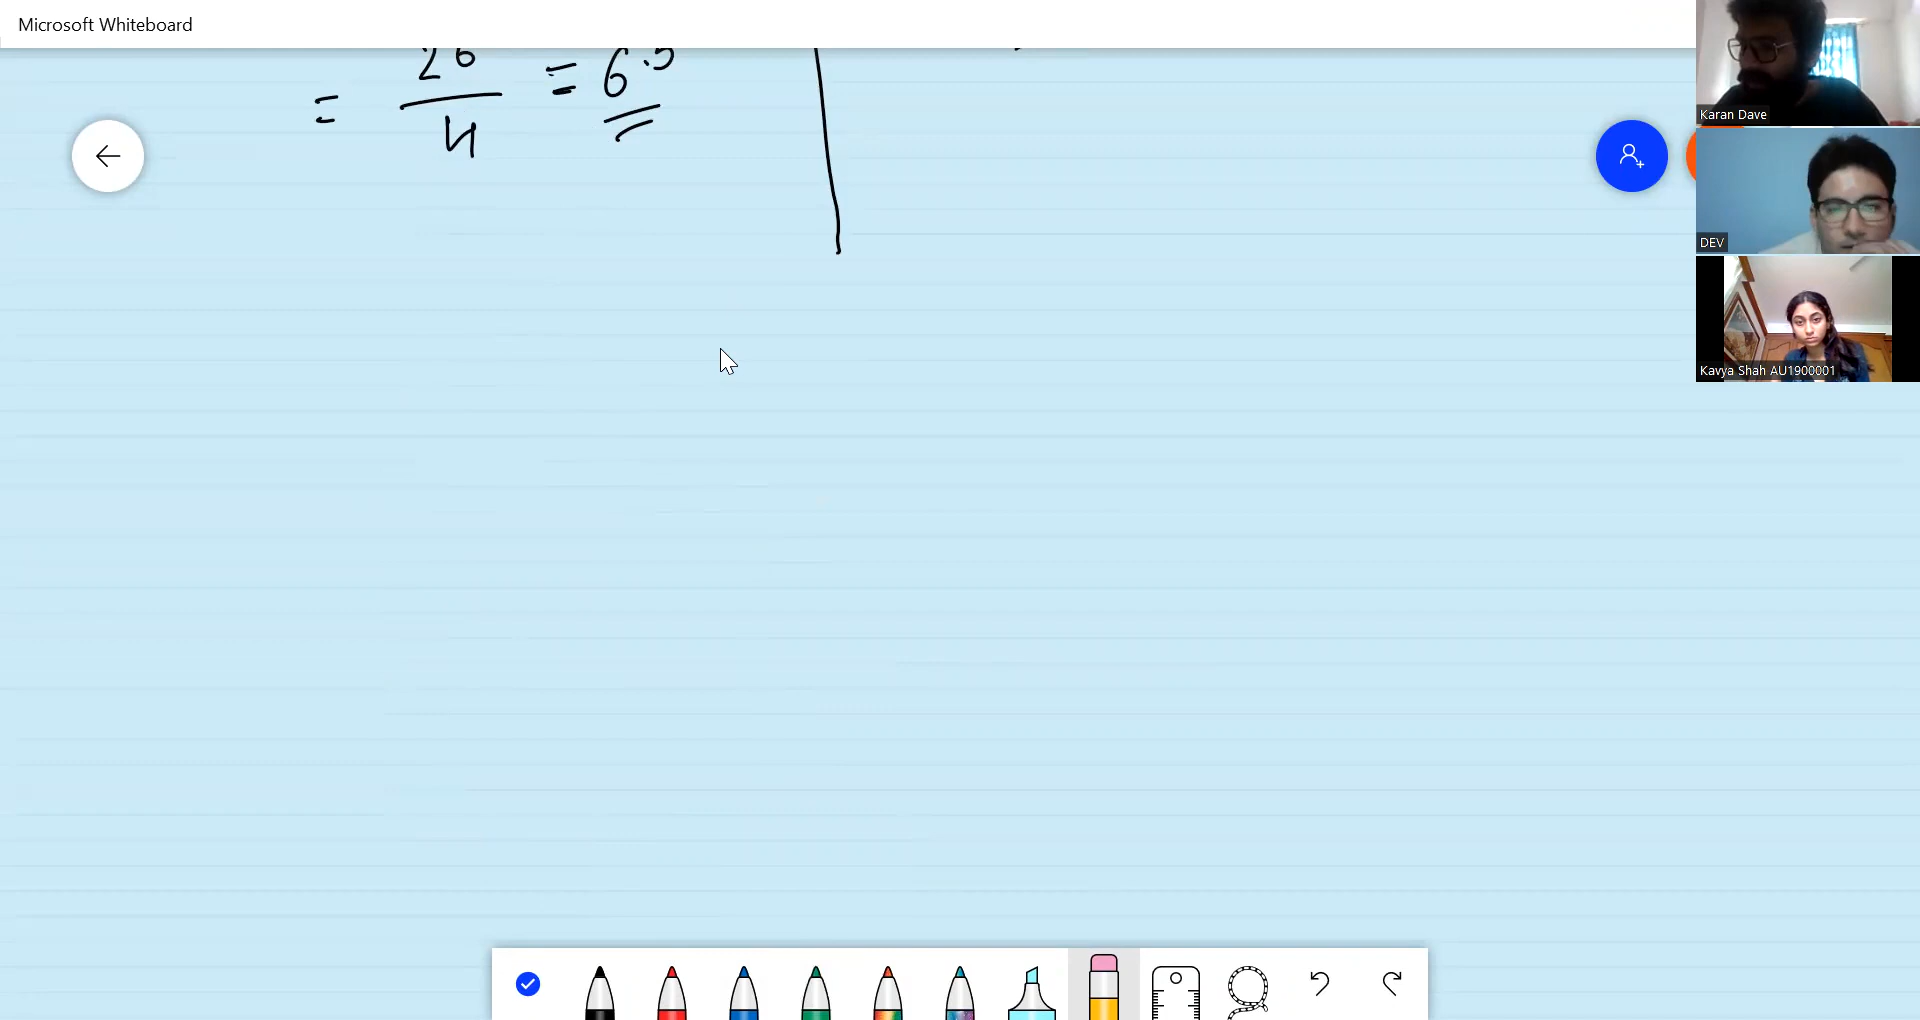 Microsoft Whiteboard
= 26/4 = 6.5
Karan Dave
DEV
Kavya Shah AU1900001